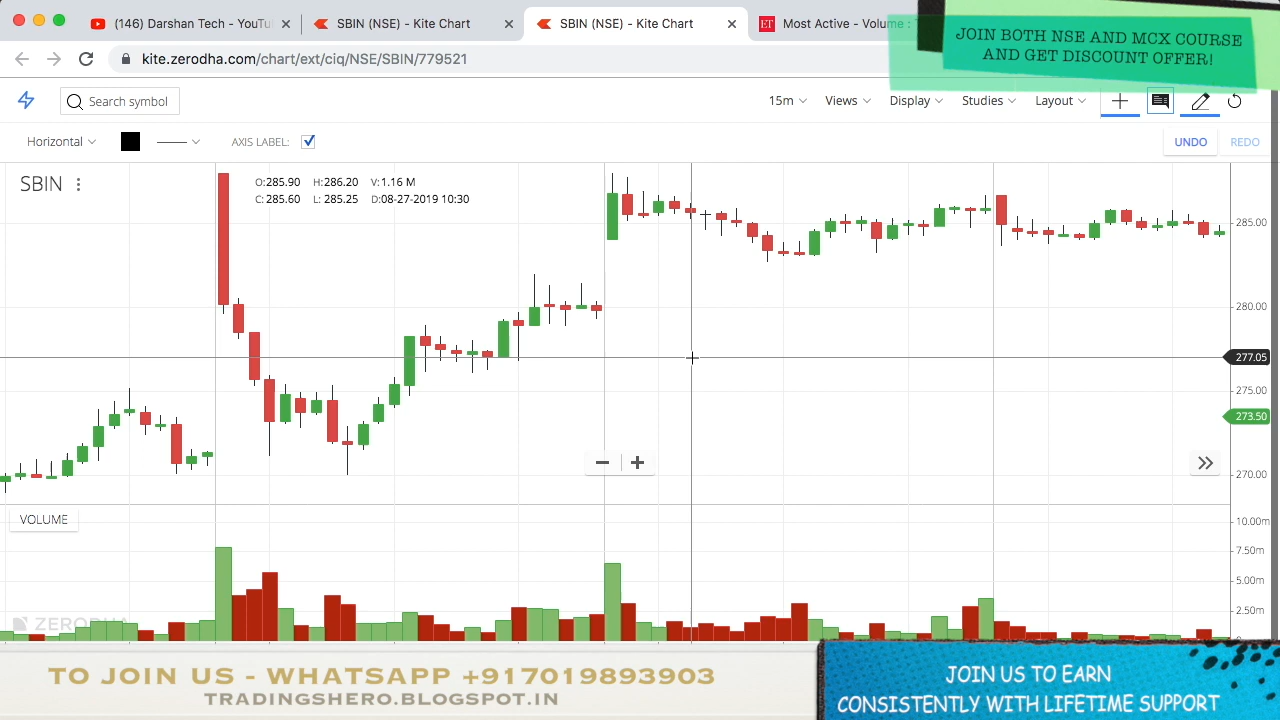 (146) Darshan Tech - YouTu
SBIN (NSE) - Kite Chart
SBIN (NSE) - Kite Chart
Most Active - Volume :
JOIN BOTH NSE AND MCX COURSE
AND GET DISCOUNT OFFER!
kite.zerodha.com/chart/ext/ciq/NSE/SBIN/779521
Search symbol
15m
Views
Display
Studies
Layout
Horizontal
AXIS LABEL:
UNDO
REDO
SBIN
O:285.90 H:286.20 V:1.16 M
C:285.60 L:285.25 D:08-27-2019 10:30
285.00
280.00
277.05
275.00
273.50
270.00
VOLUME
10.00m
7.50m
5.00m
2.50m
ZERODHA
TO JOIN US - WHATSAPP +917019893903
TRADINGSHERO.BLOGSPOT.IN
JOIN US TO EARN
CONSISTENTLY WITH LIFETIME SUPPORT